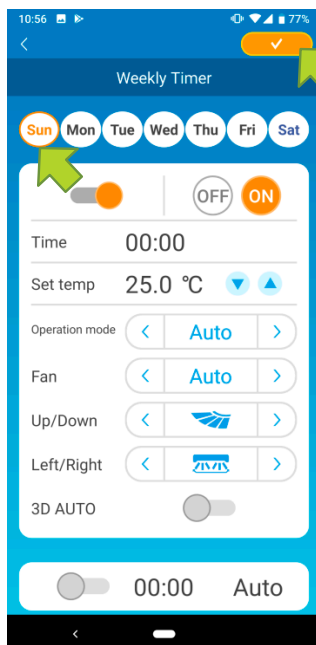 10:56 77%
Weekly Timer
Sun Mon Tue Wed Thu Fri Sat
OFF ON
Time 00:00
Set temp 25.0 ℃
Operation mode Auto
Fan Auto
Up/Down
Left/Right
3D AUTO
00:00 Auto